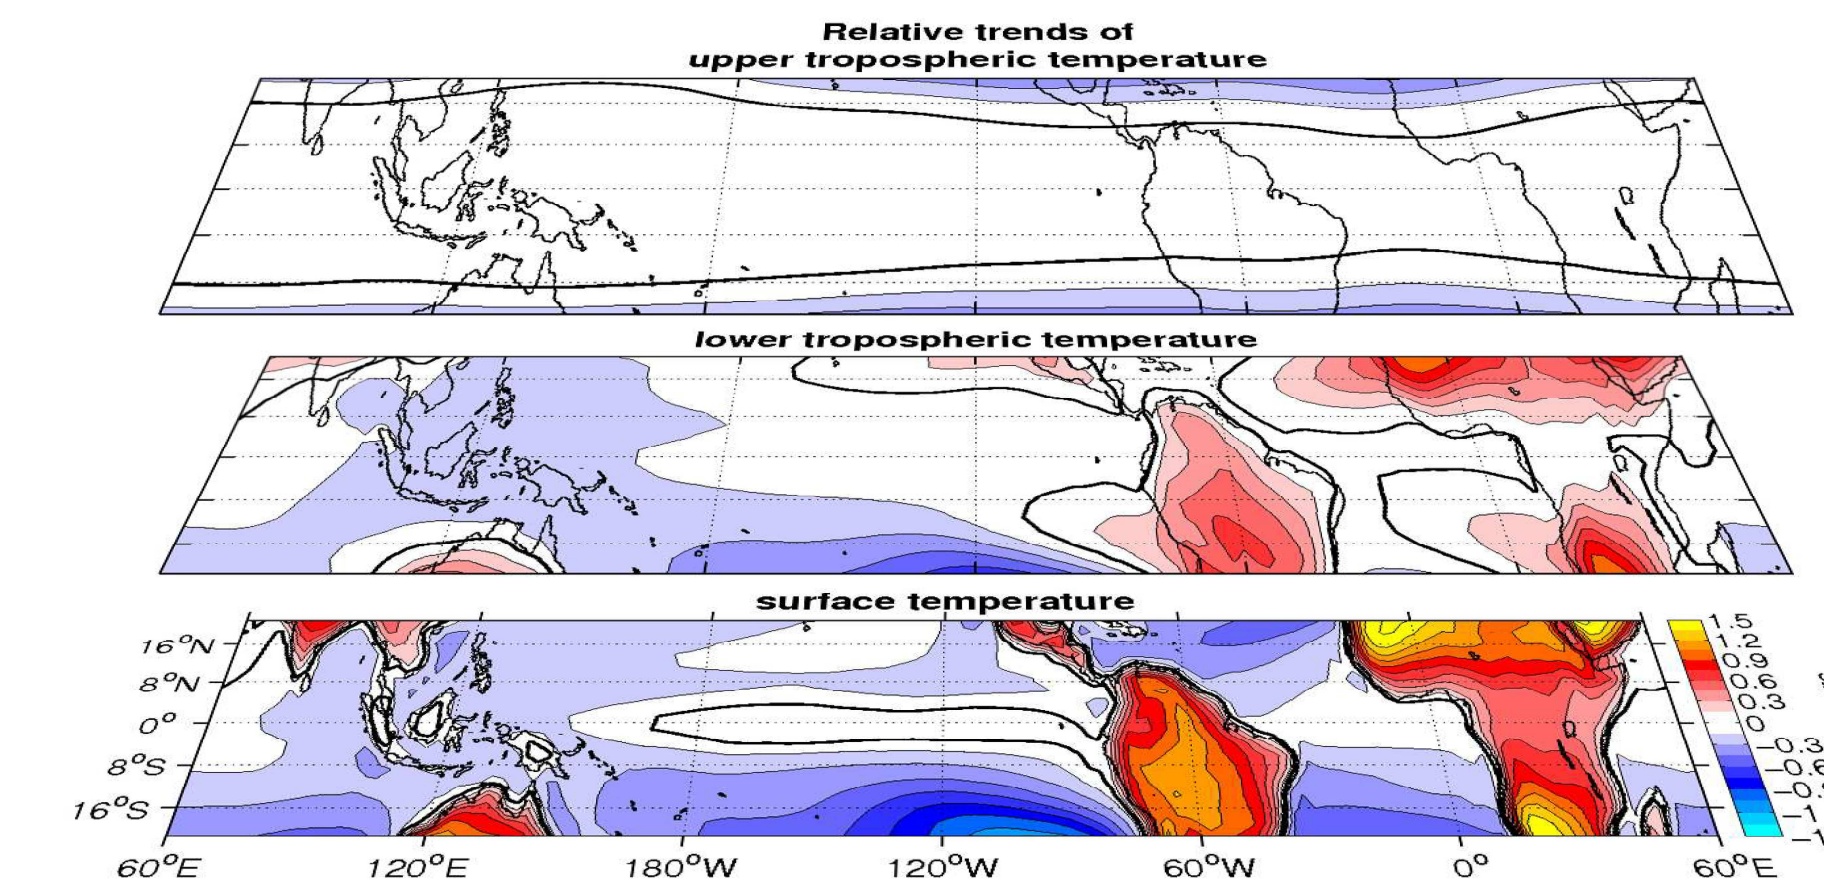 Relative trends of
upper tropospheric temperature
lower tropospheric temperature
surface temperature
16°N
8°N
0°
8°S
16°S
60°E 120°E 180°W 120°W 60°W 0° 60°E
1.5
1.2
0.9
0.6
0.3
0
−0.3